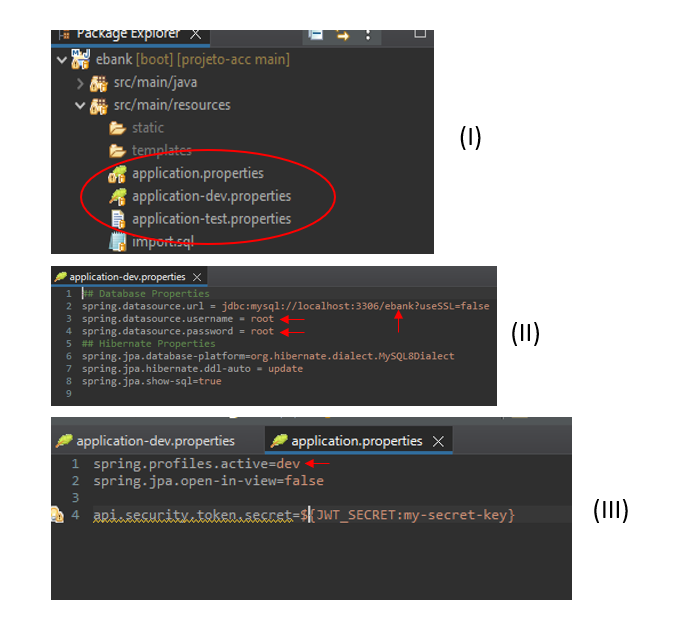 Package Explorer
ebank [boot] [projeto-acc main]
src/main/java
src/main/resources
static
templates
application.properties
application-dev.properties
application-test.properties
import.sql
(I)
application-dev.properties
1 ## Database Properties
2 spring.datasource.url = jdbc:mysql://localhost:3306/ebank?useSSL=false
3 spring.datasource.username = root
4 spring.datasource.password = root
5 ## Hibernate Properties
6 spring.jpa.database-platform=org.hibernate.dialect.MySQL8Dialect
7 spring.jpa.hibernate.ddl-auto = update
8 spring.jpa.show-sql=true
9
(II)
application-dev.properties application.properties
1 spring.profiles.active=dev
2 spring.jpa.open-in-view=false
3
4 api.security.token.secret=${JWT_SECRET:my-secret-key}
(III)